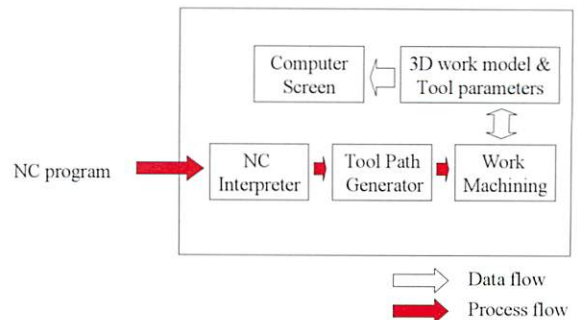 Computer
Screen
3D work model &
Tool parameters
NC program
NC
Interpreter
Tool Path
Generator
Work
Machining
Data flow
Process flow